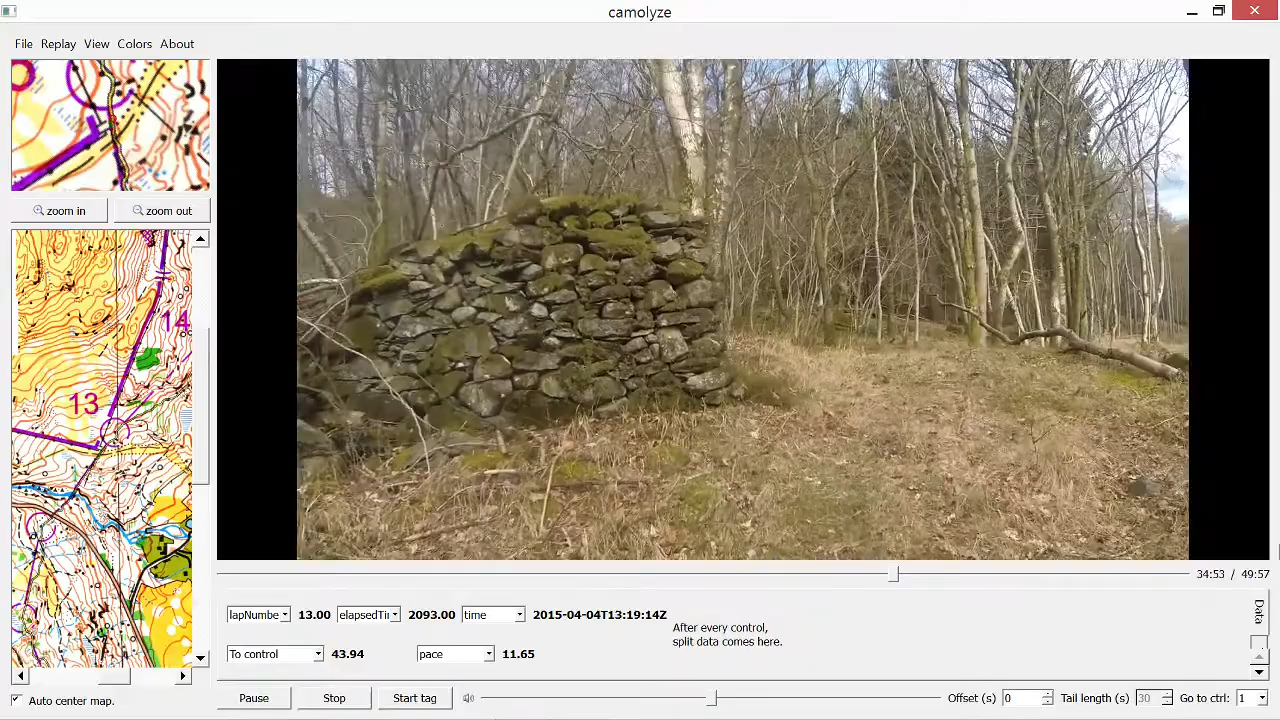 camolyze
File Replay View Colors About
zoom in zoom out
14
13
34:53 / 49:57
lapNumbe 13.00 elapsedTir 2093.00 time 2015-04-04T13:19:14Z
After every control,
split data comes here.
Data
To control 43.94 pace 11.65
Auto center map.
Pause Stop Start tag Offset (s) 0 Tail length (s) 30 Go to ctrl: 1